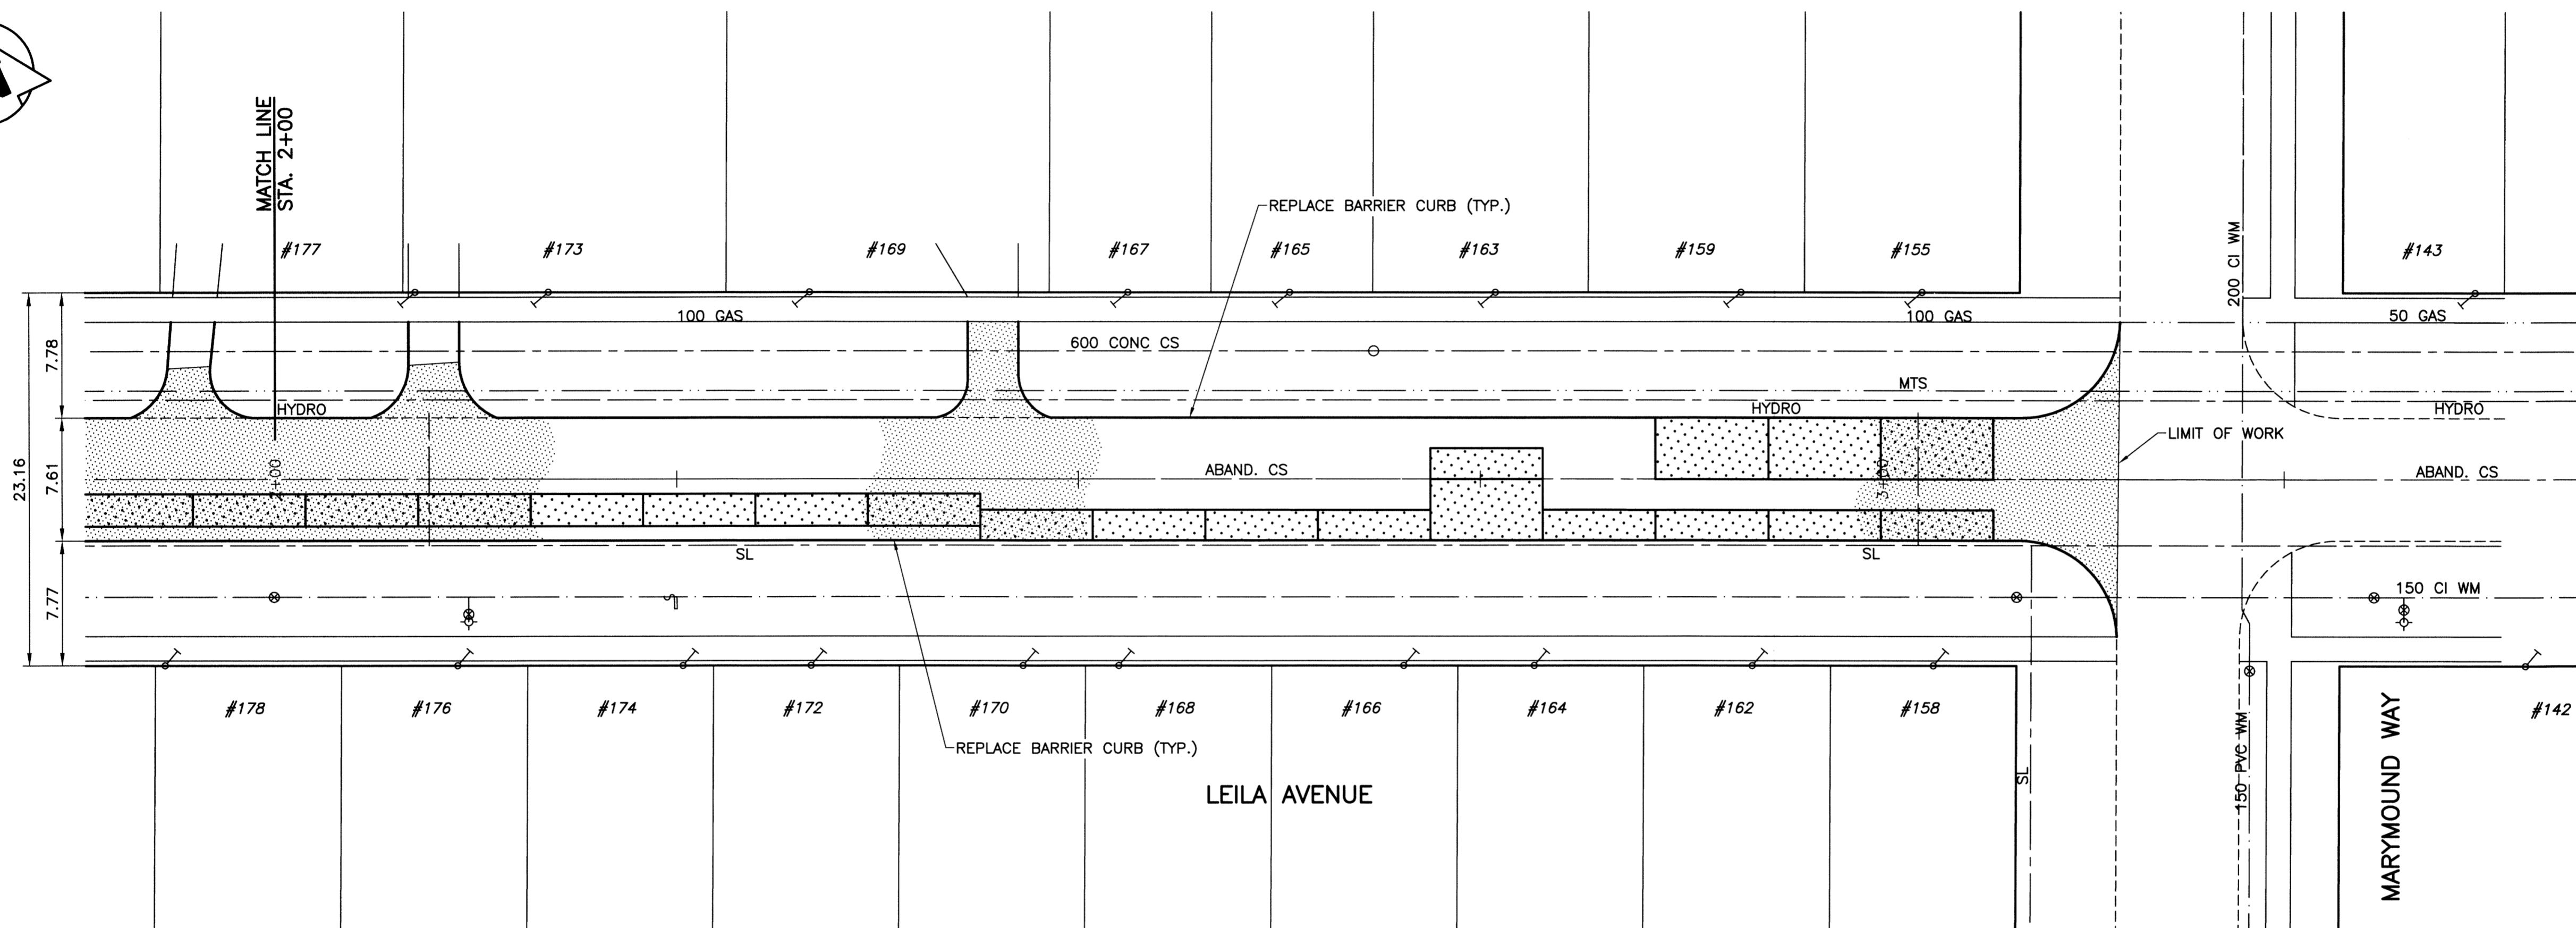 MATCH LINE
STA. 2+00
REPLACE BARRIER CURB (TYP.)
#177
#173
#169
#167
#165
#163
#159
#155
#143
200 CI WM
100 GAS
100 GAS
50 GAS
600 CONC CS
MTS
HYDRO
HYDRO
HYDRO
LIMIT OF WORK
7.78
7.61
7.77
23.16
2+00
3+00
ABAND. CS
ABAND. CS
SL
SL
150 CI WM
#178
#176
#174
#172
#170
#168
#166
#164
#162
#158
#142
REPLACE BARRIER CURB (TYP.)
LEILA AVENUE
SL
150 PVC WM
MARYMOUND WAY